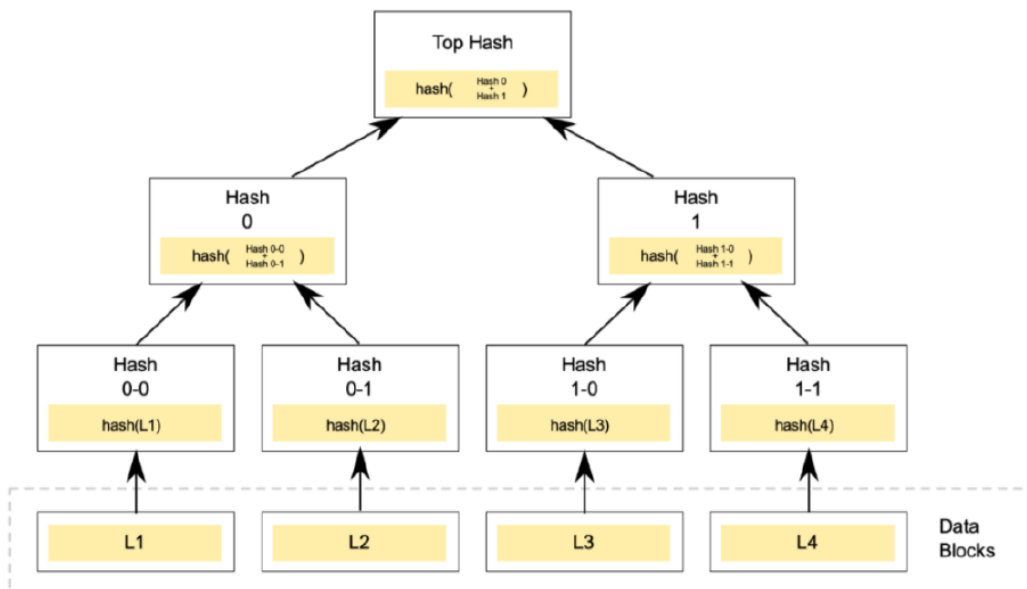 Top Hash
hash( Hash 0 + Hash 1 )
Hash
0
hash( Hash 0-0 + Hash 0-1 )
Hash
1
hash( Hash 1-0 + Hash 1-1 )
Hash
0-0
hash(L1)
Hash
0-1
hash(L2)
Hash
1-0
hash(L3)
Hash
1-1
hash(L4)
L1
L2
L3
L4
Data
Blocks